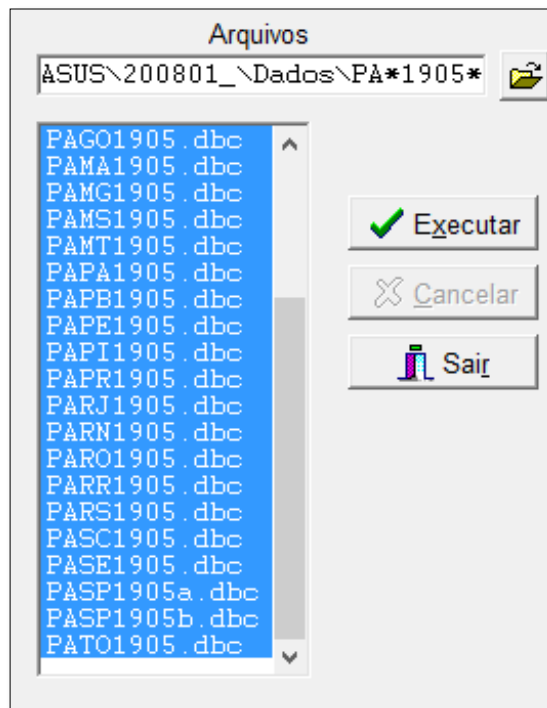 Arquivos
ASUS\200801_\Dados\PA*1905*
PAGO1905.dbc
PAMA1905.dbc
PAMG1905.dbc
PAMS1905.dbc
PAMT1905.dbc
PAPA1905.dbc
PAPB1905.dbc
PAPE1905.dbc
PAPI1905.dbc
PAPR1905.dbc
PARJ1905.dbc
PARN1905.dbc
PARO1905.dbc
PARR1905.dbc
PARS1905.dbc
PASC1905.dbc
PASE1905.dbc
PASP1905a.dbc
PASP1905b.dbc
PATO1905.dbc
Executar
Cancelar
Sair